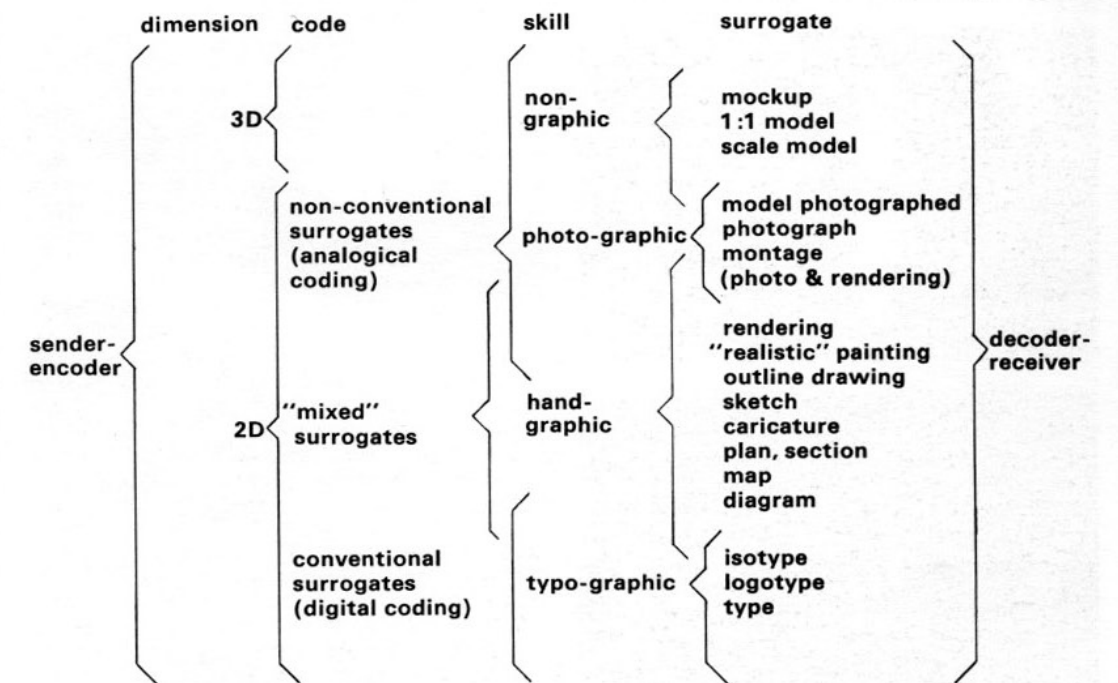 dimension code skill surrogate
3D
non-
graphic
mockup
1:1 model
scale model
non-conventional
surrogates
(analogical
coding)
photo-graphic
model photographed
photograph
montage
(photo & rendering)
sender-
encoder
2D
"mixed"
surrogates
hand-
graphic
rendering
"realistic" painting
outline drawing
sketch
caricature
plan, section
map
diagram
decoder-
receiver
conventional
surrogates
(digital coding)
typo-graphic
isotype
logotype
type